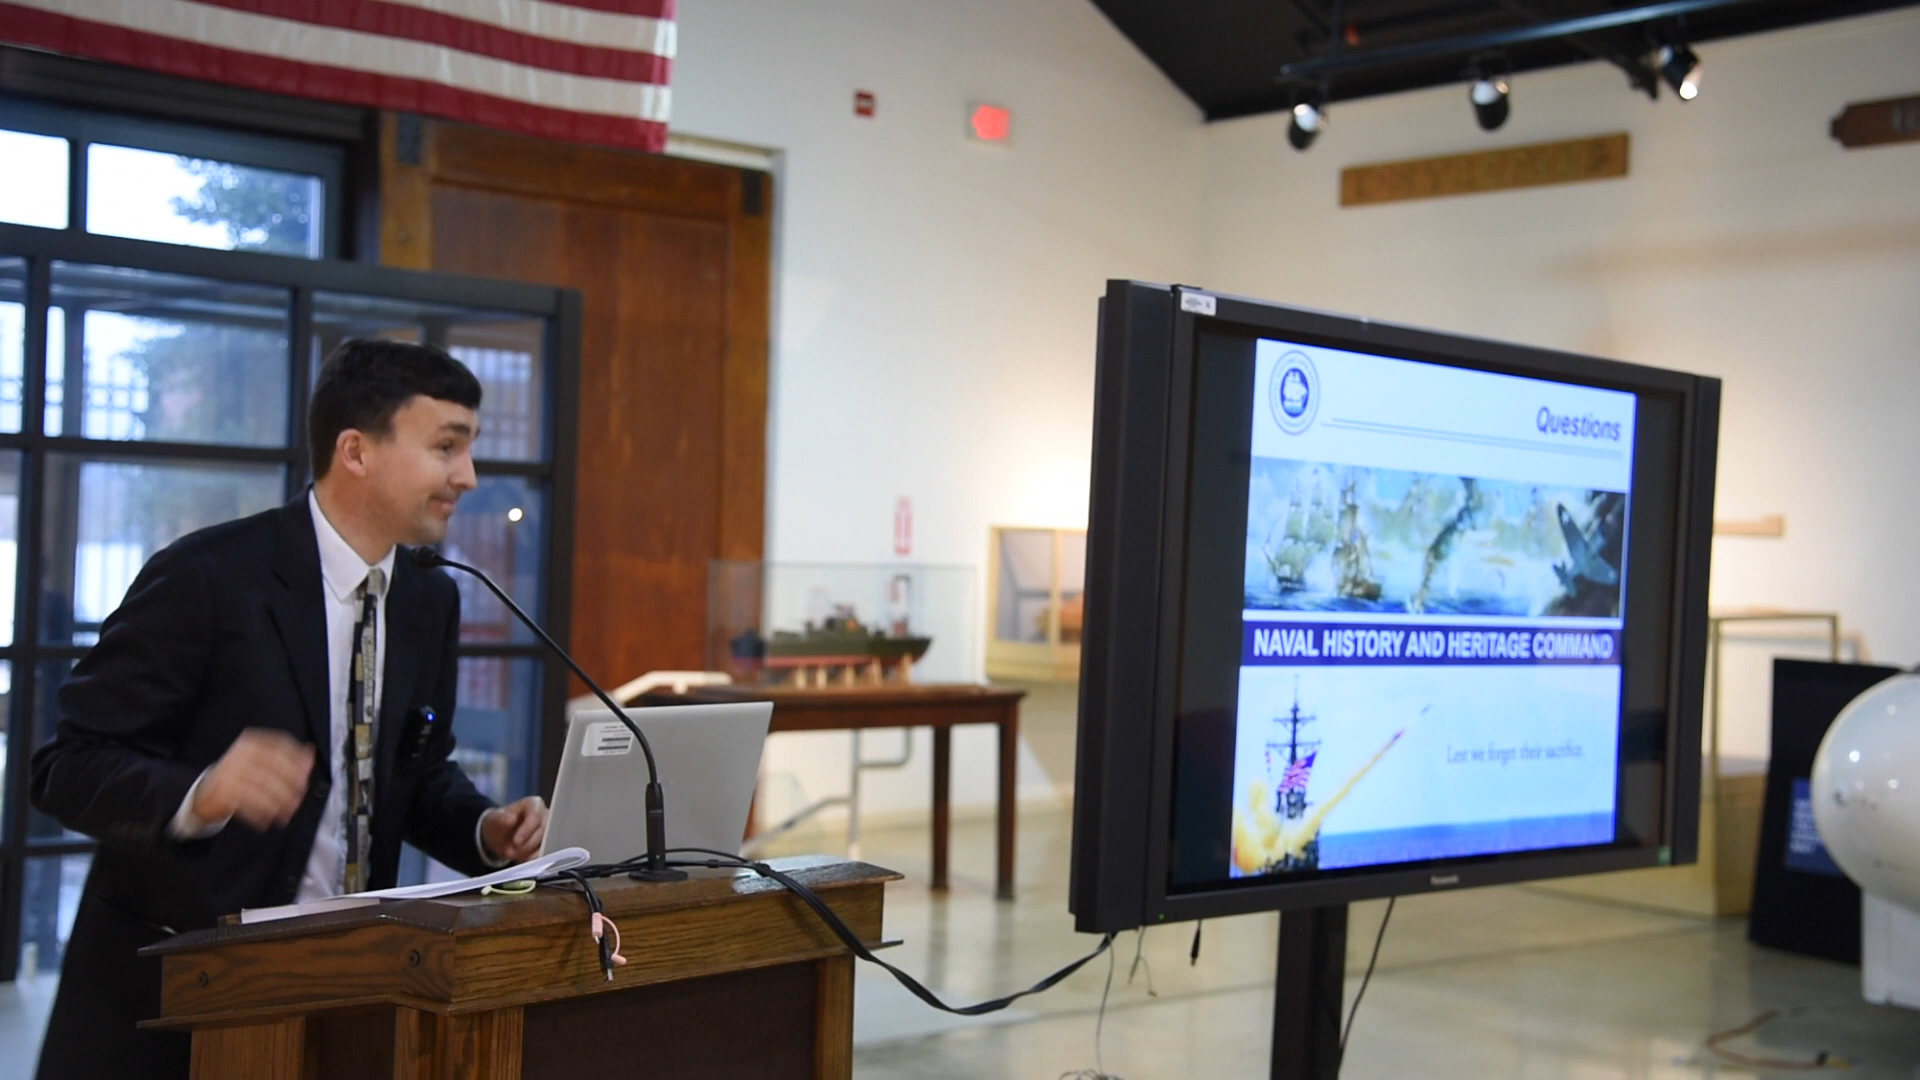 Questions
NAVAL HISTORY AND HERITAGE COMMAND
Lest we forget their sacrifice.
Panasonic